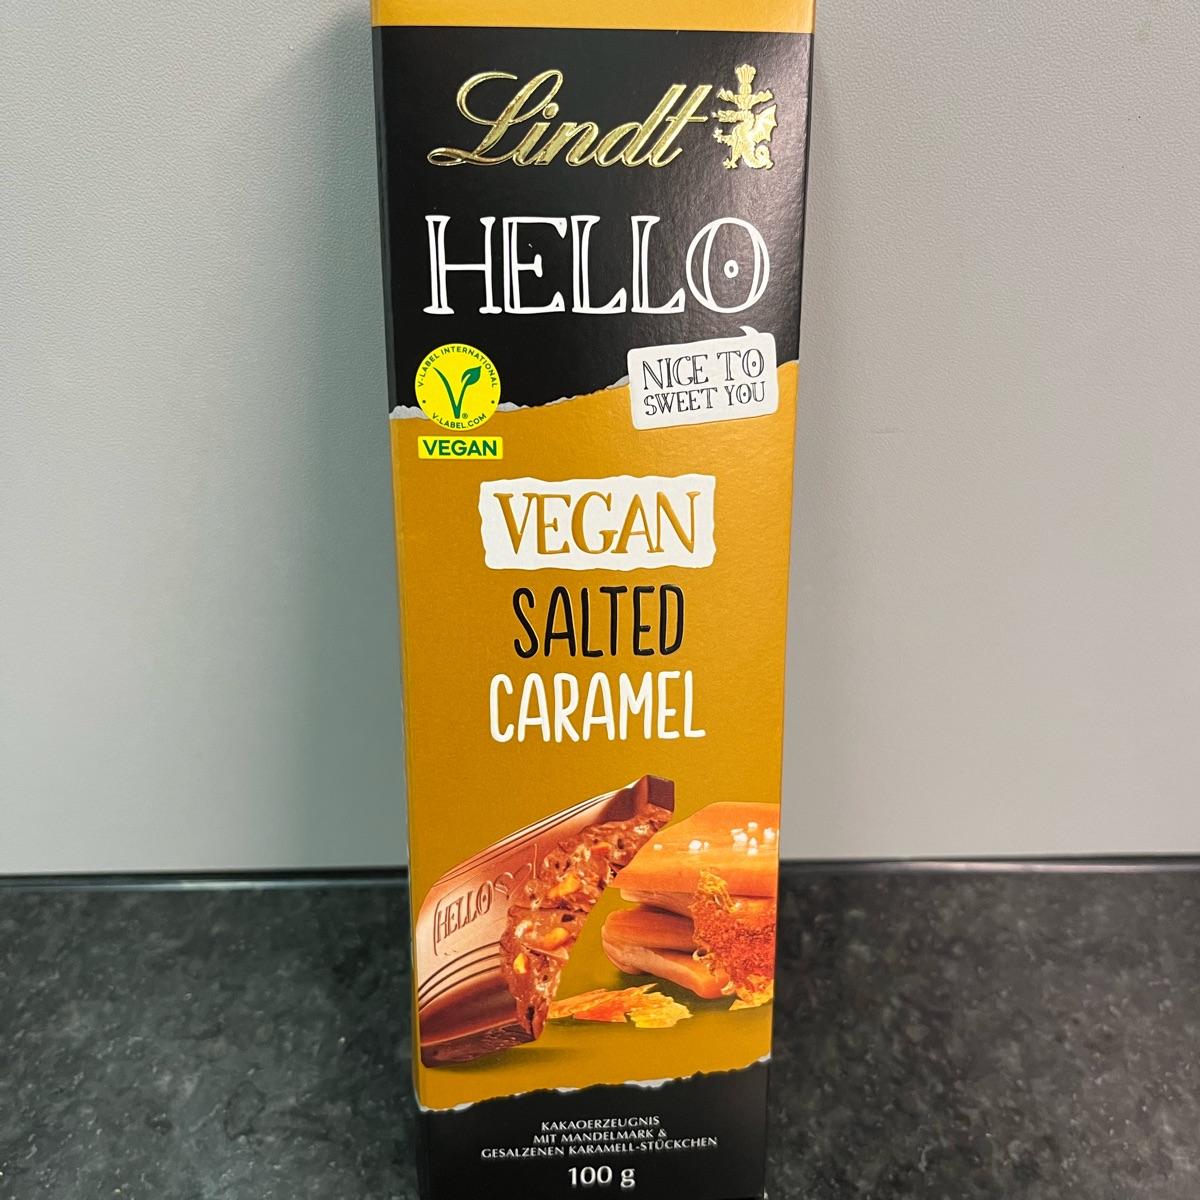 Lindt
HELLO
NICE TO
SWEET YOU
V-LABEL INTERNATIONAL
V-LABEL.COM
VEGAN
VEGAN
SALTED
CARAMEL
HELLO
KAKAOERZEUGNIS
MIT MANDELMARK &
GESALZENEN KARAMELL-STÜCKCHEN
100 g